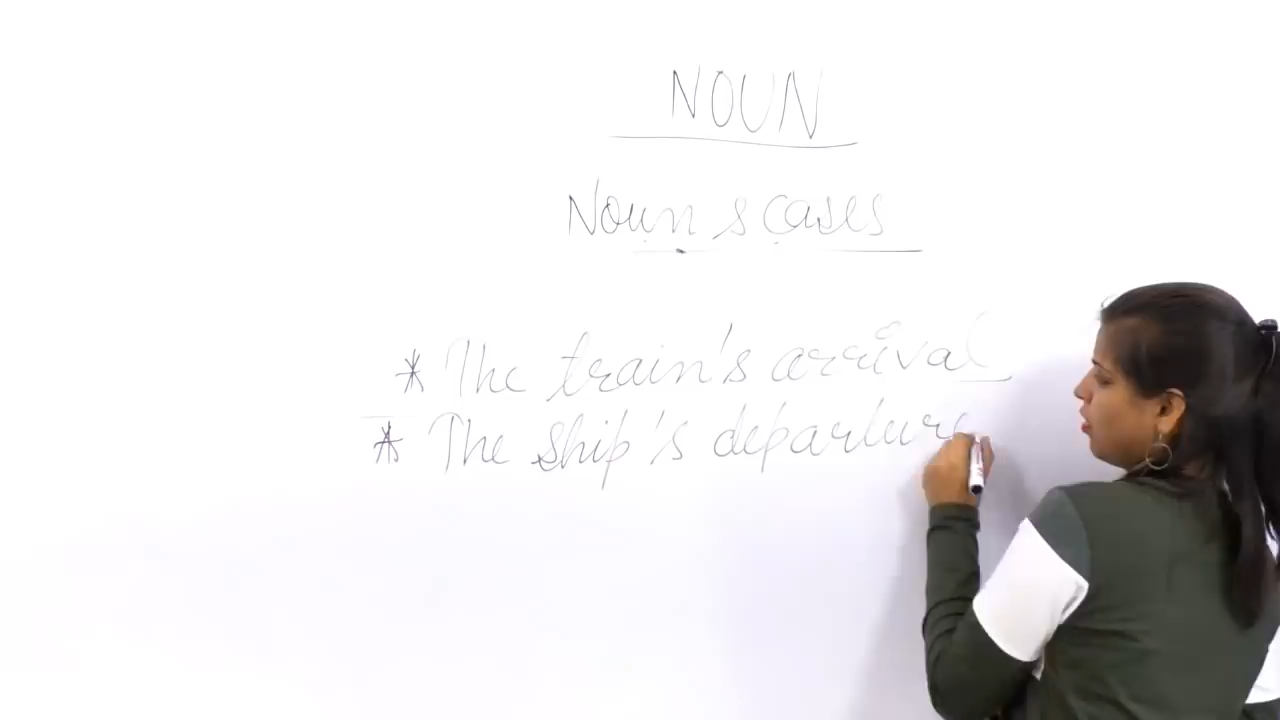 NOUN
Noun s cases
* The train's arrival
* The ship's departure